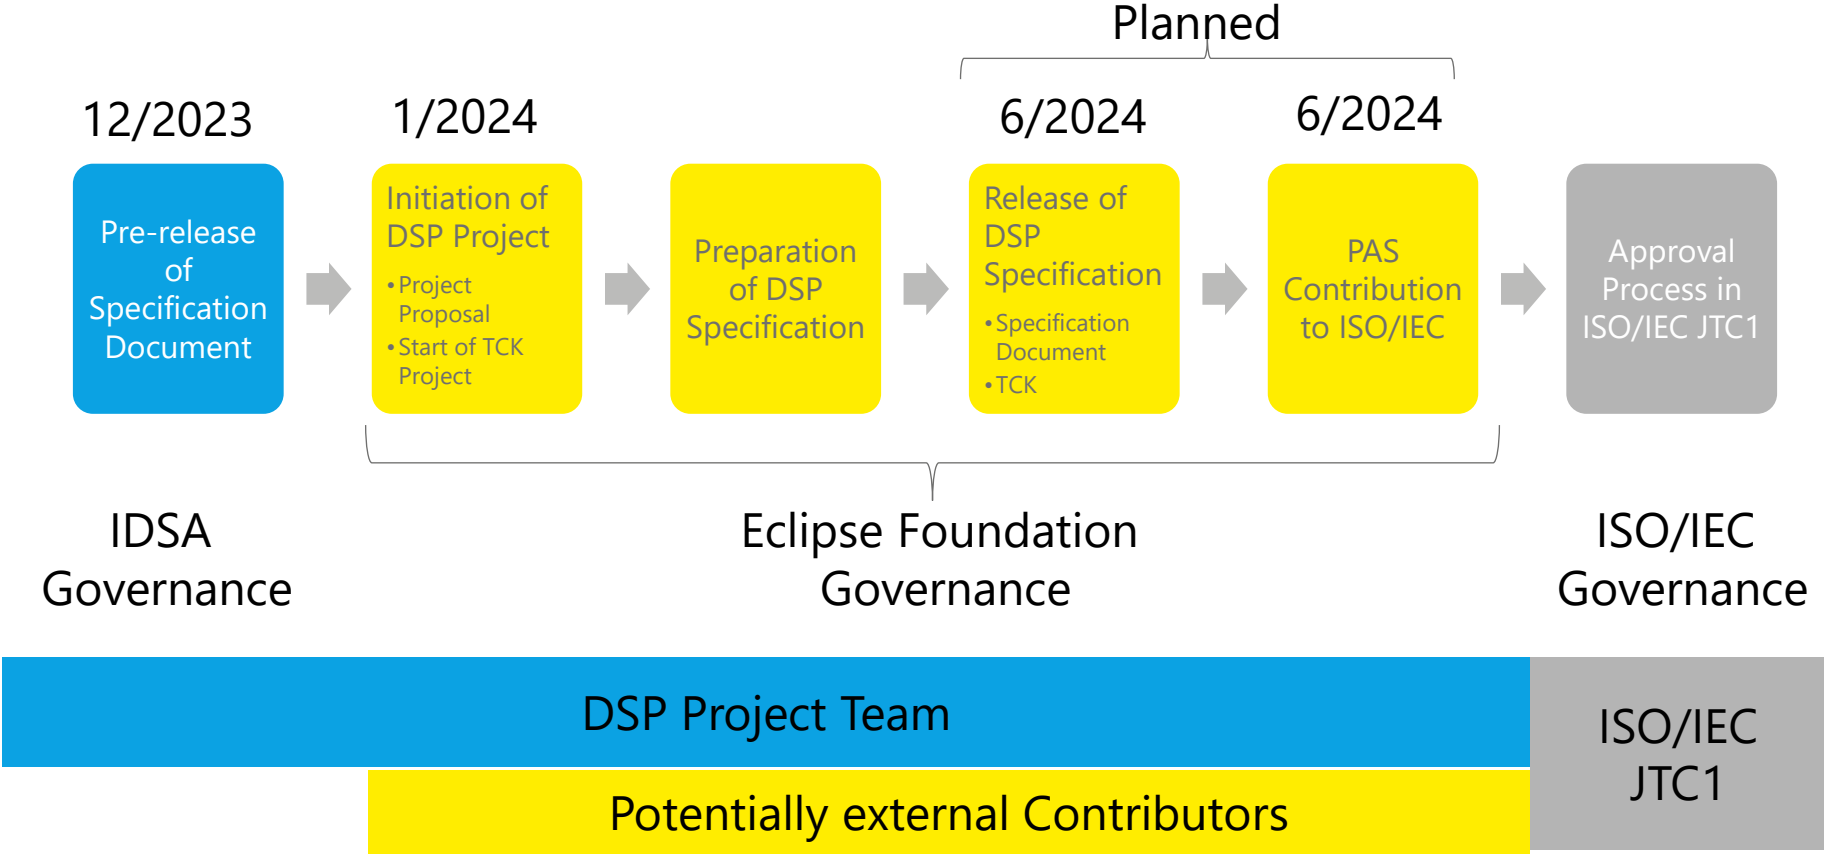 Planned
12/2023
1/2024
6/2024
6/2024
Pre-release
of
Specification
Document
Initiation of
DSP Project
•Project
Proposal
•Start of TCK
Project
Preparation
of DSP
Specification
Release of
DSP
Specification
•Specification
Document
•TCK
PAS
Contribution
to ISO/IEC
Approval
Process in
ISO/IEC JTC1
IDSA
Governance
Eclipse Foundation
Governance
ISO/IEC
Governance
DSP Project Team
Potentially external Contributors
ISO/IEC
JTC1